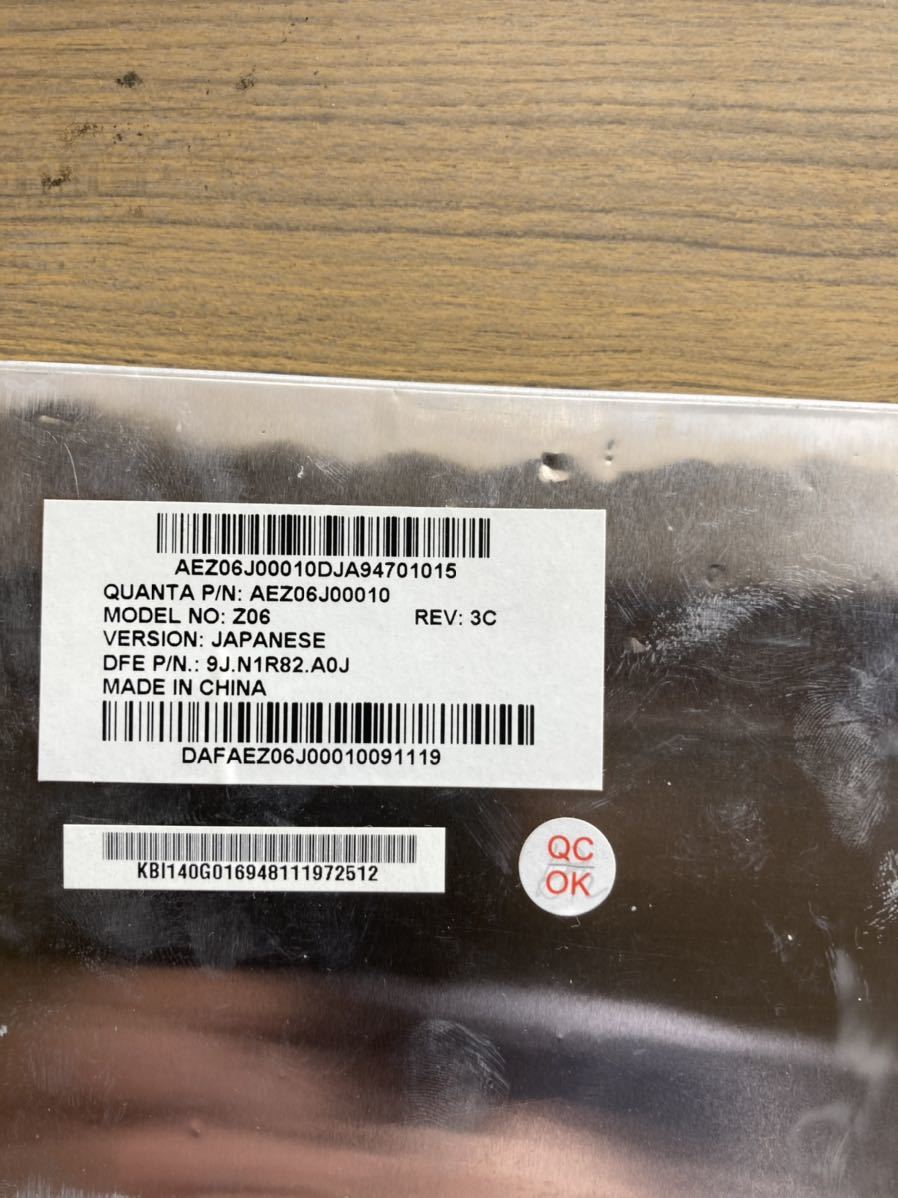 AEZ06J00010DJA94701015
QUANTA P/N: AEZ06J00010
MODEL NO: Z06 REV: 3C
VERSION: JAPANESE
DFE P/N.: 9J.N1R82.A0J
MADE IN CHINA
DAFAEZ06J00010091119
KBI140G016948111972512
QC
OK